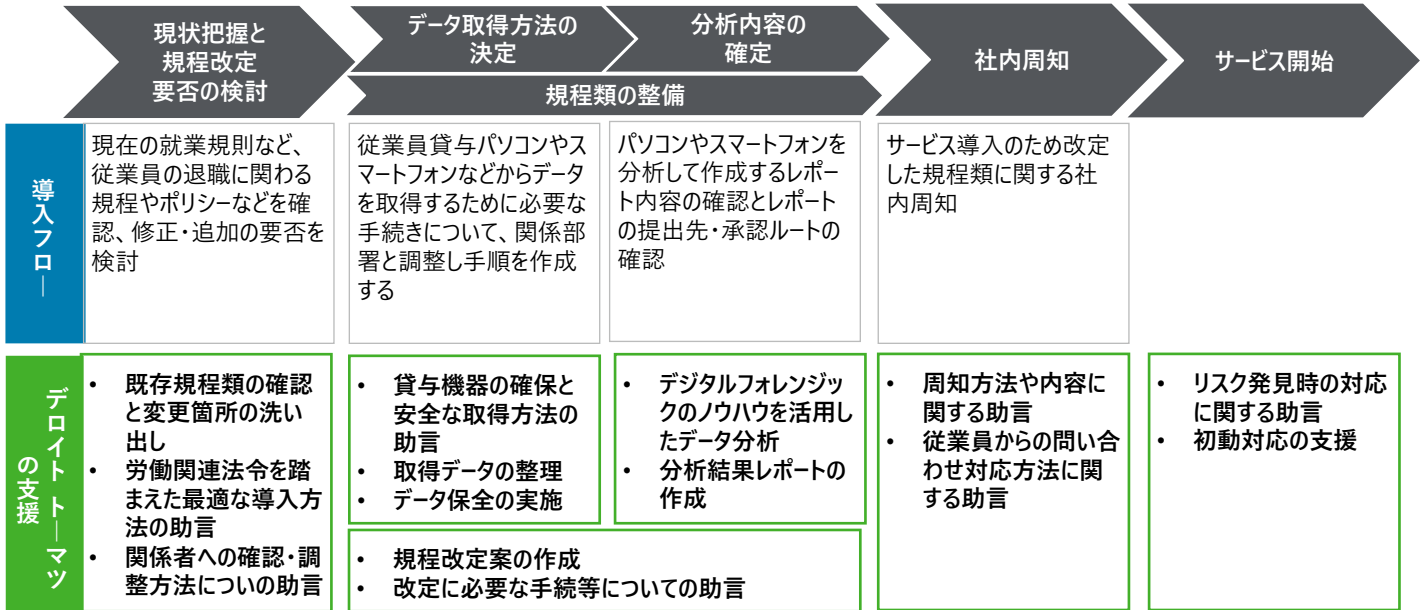 現状把握と
規程改定
要否の検討
データ取得方法の
決定
分析内容の
確定
規程類の整備
社内周知
サービス開始
導入フロー
現在の就業規則など、
従業員の退職に関わる
規程やポリシーなどを確
認、修正・追加の要否を
検討
従業員貸与パソコンやス
マートフォンなどからデータ
を取得するために必要な
手続きについて、関係部
署と調整し手順を作成
する
パソコンやスマートフォンを
分析して作成するレポー
ト内容の確認とレポート
の提出先・承認ルートの
確認
サービス導入のため改定
した規程類に関する社
内周知
デロイト トーマツ
の支援
• 既存規程類の確認
と変更箇所の洗い
出し
• 労働関連法令を踏
まえた最適な導入方
法の助言
• 関係者への確認・調
整方法についの助言
• 貸与機器の確保と
安全な取得方法の
助言
• 取得データの整理
• データ保全の実施
• デジタルフォレンジッ
クのノウハウを活用し
たデータ分析
• 分析結果レポートの
作成
• 規程改定案の作成
• 改定に必要な手続等についての助言
• 周知方法や内容に
関する助言
• 従業員からの問い合
わせ対応方法に関
する助言
• リスク発見時の対応
に関する助言
• 初動対応の支援